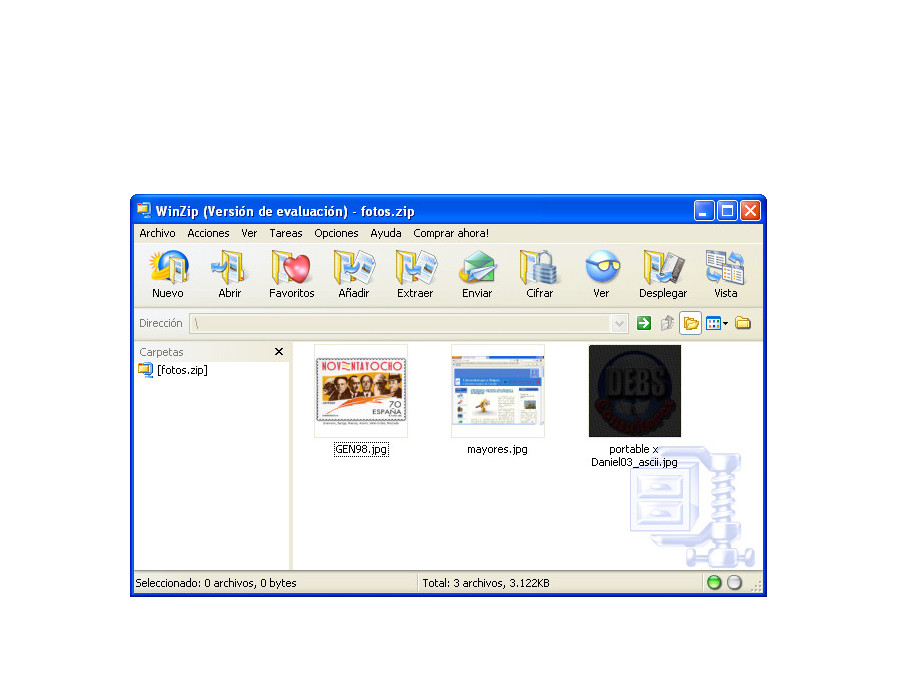 WinZip (Versión de evaluación) - fotos.zip
Archivo Acciones Ver Tareas Opciones Ayuda Comprar ahora!
Nuevo Abrir Favoritos Añadir Extraer Enviar Cifrar Ver Desplegar Vista
Dirección \
Carpetas
[fotos.zip]
NOVENTAYOCHO
70
ESPAÑA
GEN98.jpg
mayores.jpg
DEBS
portable x
Daniel03_ascii.jpg
Seleccionado: 0 archivos, 0 bytes
Total: 3 archivos, 3.122KB